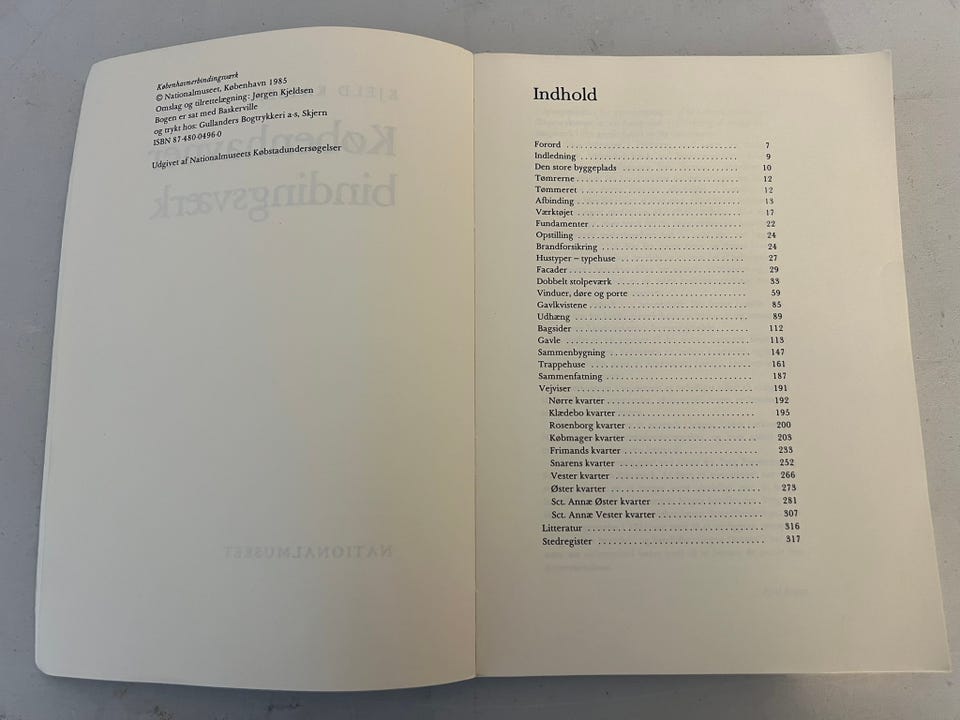 Københavnerbindingsværk
© Nationalmuseet, København 1985
Omslag og tilrettelægning: Jørgen Kjeldsen
Bogen er sat med Baskerville
og trykt hos: Gullanders Bogtrykkeri a-s, Skjern
ISBN 87-480-0496-0
Udgivet af Nationalmuseets Købstadundersøgelser
KJELD
Københavner
bindingsværk
NATIONALMUSEET
Indhold
Forord 7
Indledning 9
Den store byggeplads 10
Tømrerne 12
Tømmeret 12
Afbinding 13
Værktøjet 17
Fundamenter 22
Opstilling 24
Brandforsikring 24
Hustyper – typehuse 27
Facader 29
Dobbelt stolpeværk 33
Vinduer, døre og porte 59
Gavlkvistene 85
Udhæng 89
Bagsider 112
Gavle 113
Sammenbygning 147
Trappehuse 161
Sammenfatning 187
Vejviser 191
Nørre kvarter 192
Klædebo kvarter 195
Rosenborg kvarter 200
Købmager kvarter 203
Frimands kvarter 233
Snarens kvarter 252
Vester kvarter 266
Øster kvarter 273
Sct. Annæ Øster kvarter 281
Sct. Annæ Vester kvarter 307
Litteratur 316
Stedregister 317